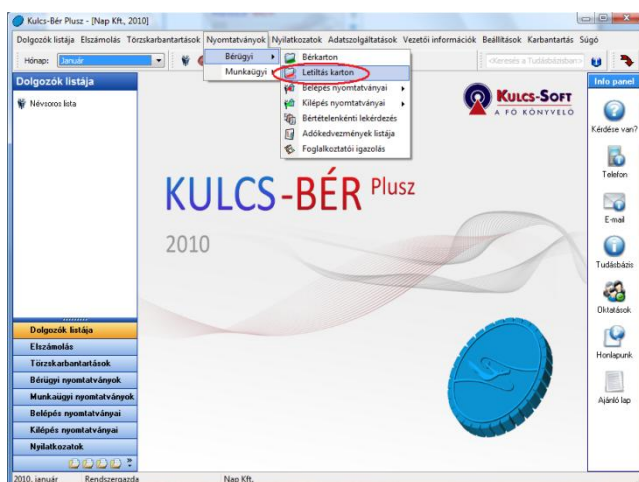 Kulcs-Bér Plusz - [Nap Kft., 2010]
Dolgozók listája Elszámolás Törzskarbantartások Nyomtatványok Nyilatkozatok Adatszolgáltatások Vezetői információk Beállítások Karbantartás Súgó
Hónap: Január
<Keresés a Tudásbázisban>
Bérügyi
Munkaügyi
Bérkarton
Letiltás karton
Belépés nyomtatványai
Kilépés nyomtatványai
Bértételenkénti lekérdezés
Adókedvezmények listája
Foglalkoztatói igazolás
Dolgozók listája
Névsoros lista
KULCS-SOFT
A FŐ KÖNYVELŐ
KULCS-BÉR Plusz
2010
Info panel
Kérdése van?
Telefon
E-mail
Tudásbázis
Oktatások
Honlapunk
Ajánló lap
Dolgozók listája
Elszámolás
Törzskarbantartások
Bérügyi nyomtatványok
Munkaügyi nyomtatványok
Belépés nyomtatványai
Kilépés nyomtatványai
Nyilatkozatok
2010. január Rendszergazda Nap Kft.